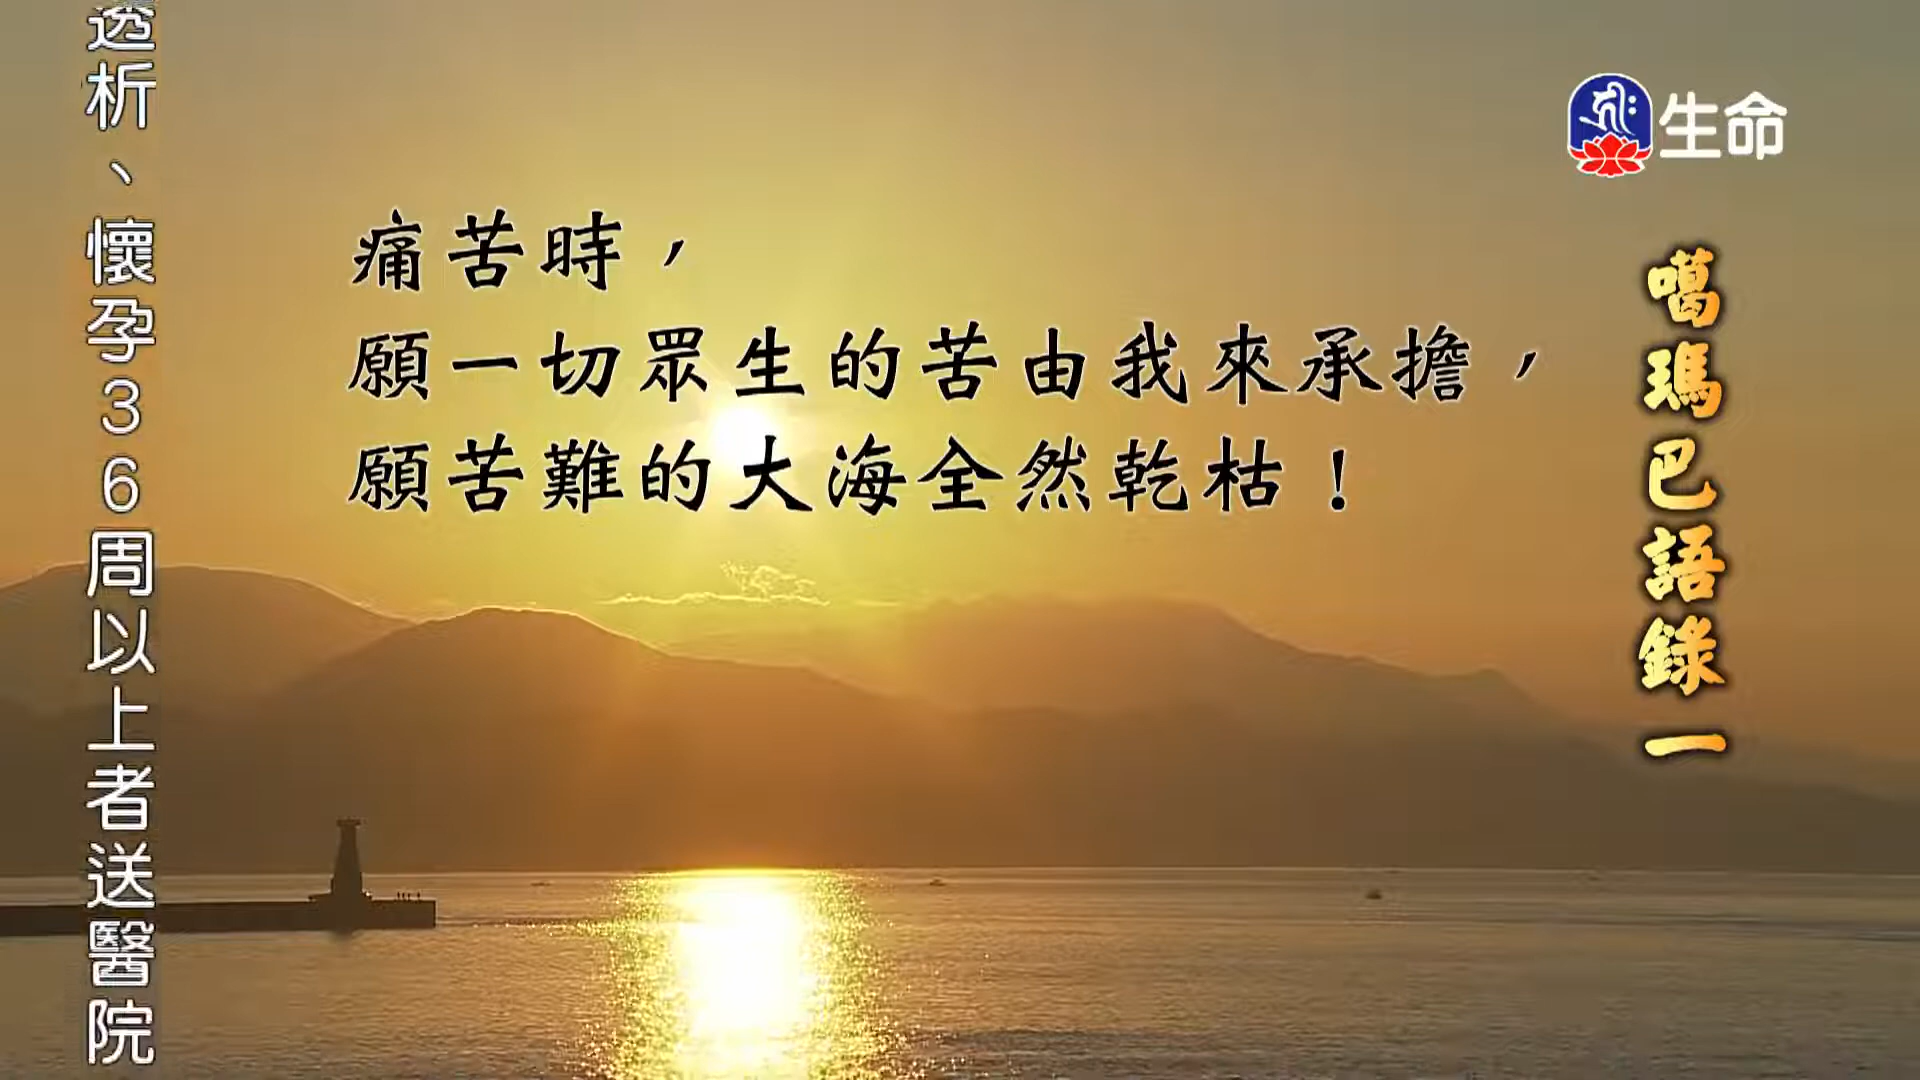 痛苦時，
願一切眾生的苦由我來承擔，
願苦難的大海全然乾枯！
噶瑪巴語錄一
生命
透析、懷孕36周以上者送醫院